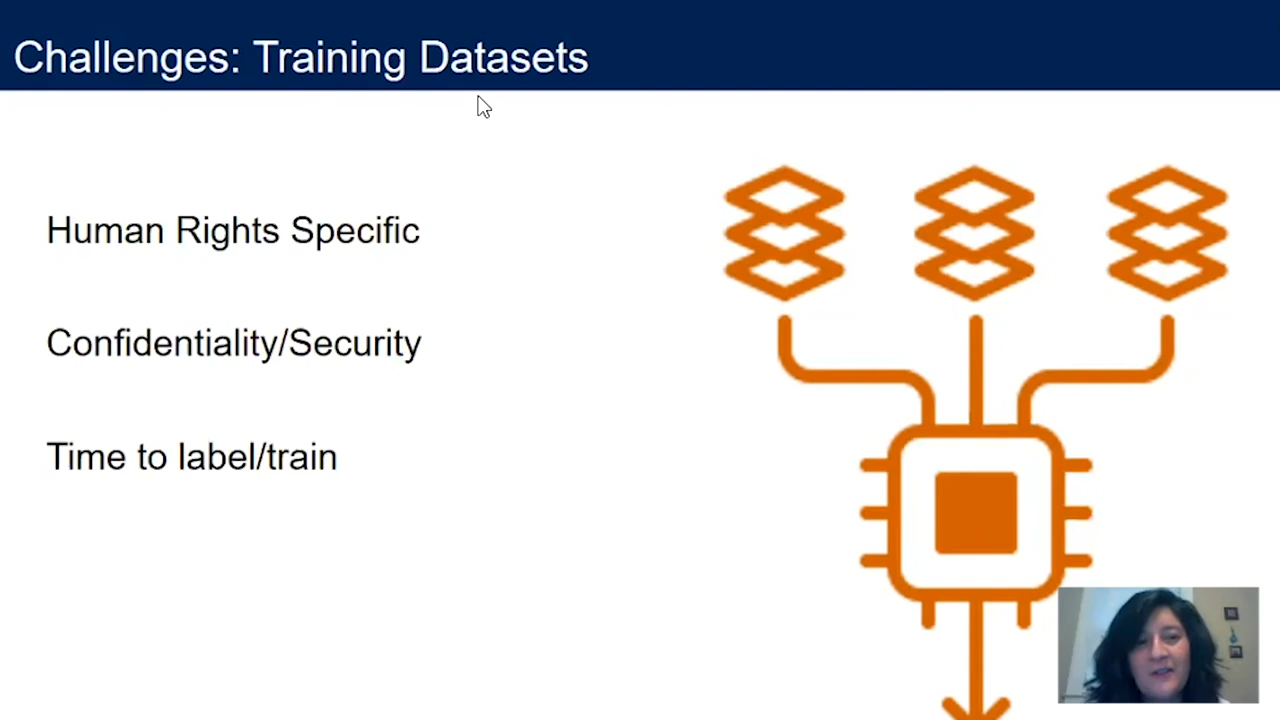 Challenges: Training Datasets
Human Rights Specific
Confidentiality/Security
Time to label/train